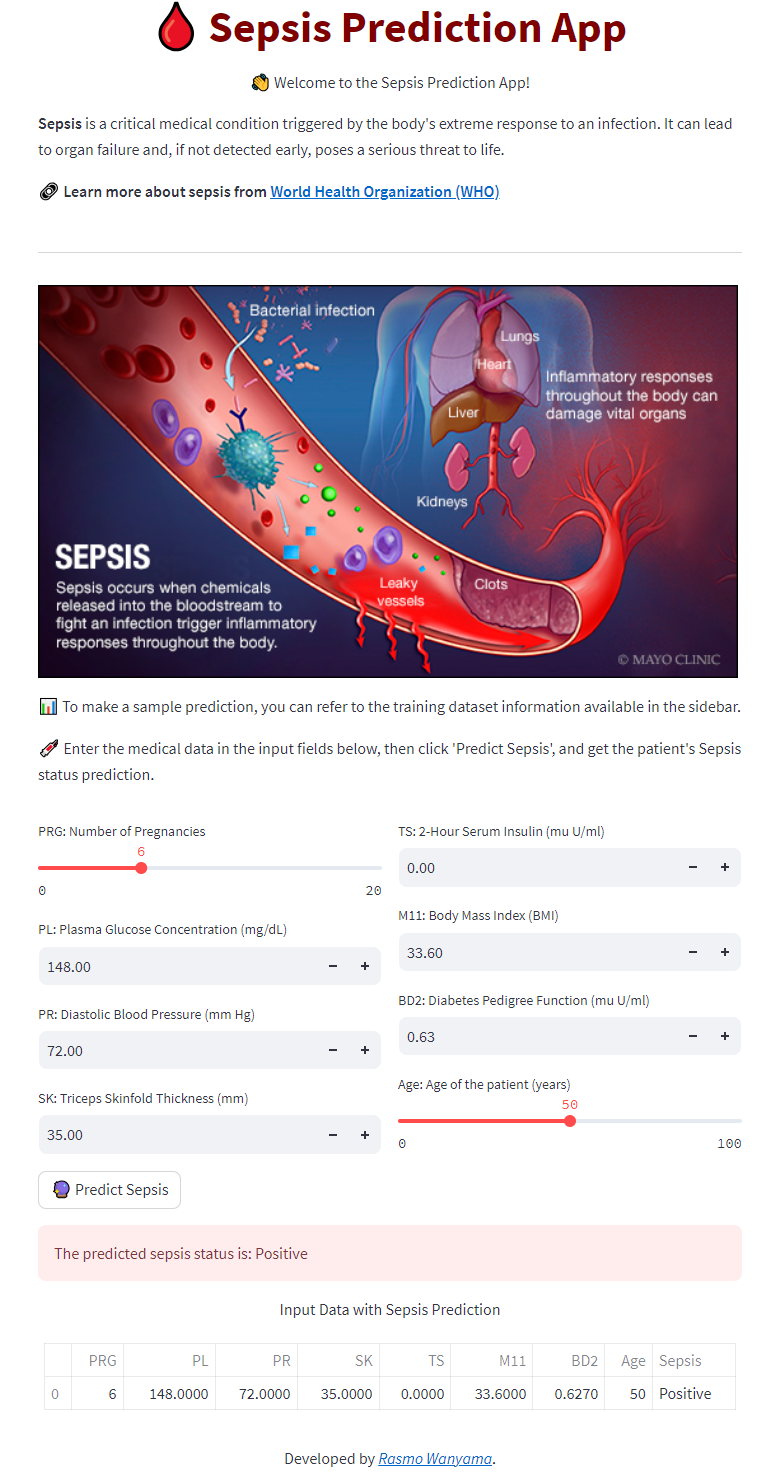 Sepsis Prediction App
👋 Welcome to the Sepsis Prediction App!
Sepsis is a critical medical condition triggered by the body's extreme response to an infection. It can lead
to organ failure and, if not detected early, poses a serious threat to life.
🔗 Learn more about sepsis from World Health Organization (WHO)
Bacterial infection
Lungs
Heart
Liver
Kidneys
Inflammatory responses
throughout the body can
damage vital organs
SEPSIS
Sepsis occurs when chemicals
released into the bloodstream to
fight an infection trigger inflammatory
responses throughout the body.
Leaky
vessels
Clots
© MAYO CLINIC
📊 To make a sample prediction, you can refer to the training dataset information available in the sidebar.
🚀 Enter the medical data in the input fields below, then click 'Predict Sepsis', and get the patient's Sepsis
status prediction.
PRG: Number of Pregnancies
6
0 20
PL: Plasma Glucose Concentration (mg/dL)
148.00 − +
PR: Diastolic Blood Pressure (mm Hg)
72.00 − +
SK: Triceps Skinfold Thickness (mm)
35.00 − +
TS: 2-Hour Serum Insulin (mu U/ml)
0.00 − +
M11: Body Mass Index (BMI)
33.60 − +
BD2: Diabetes Pedigree Function (mu U/ml)
0.63 − +
Age: Age of the patient (years)
50
0 100
🔮 Predict Sepsis
The predicted sepsis status is: Positive
Input Data with Sepsis Prediction
PRG PL PR SK TS M11 BD2 Age Sepsis
0 6 148.0000 72.0000 35.0000 0.0000 33.6000 0.6270 50 Positive
Developed by Rasmo Wanyama.